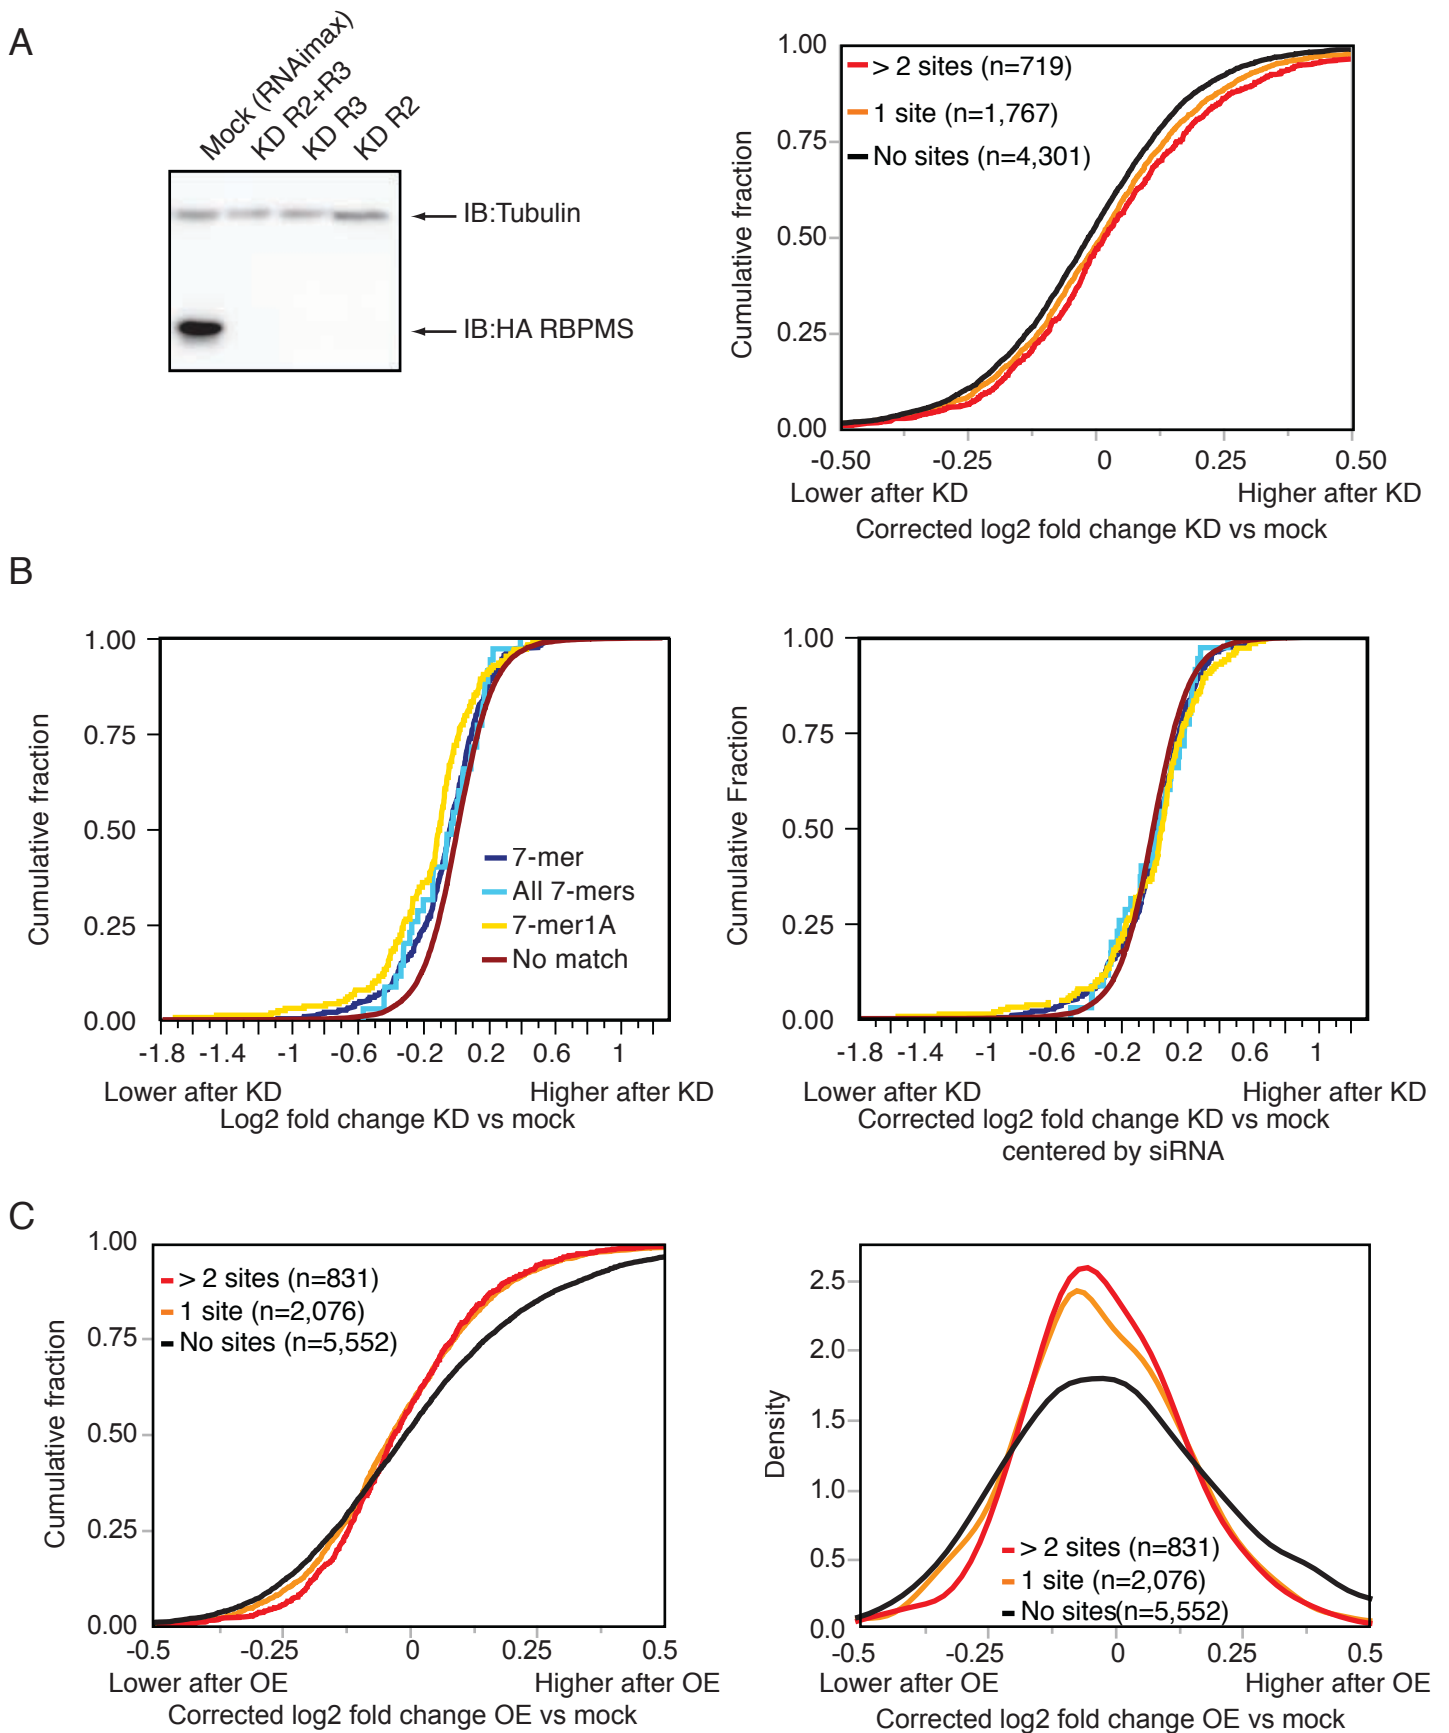 A
Mock (RNAimax)
KD R2+R3
KD R3
KD R2
IB:Tubulin
IB:HA RBPMS
1.00
0.75
0.50
0.25
0.00
Cumulative fraction
> 2 sites (n=719)
1 site (n=1,767)
No sites (n=4,301)
-0.50 -0.25 0 0.25 0.50
Lower after KD Higher after KD
Corrected log2 fold change KD vs mock
B
1.00
0.75
0.50
0.25
0.00
Cumulative fraction
7-mer
All 7-mers
7-mer1A
No match
-1.8 -1.4 -1 -0.6 -0.2 0.2 0.6 1
Lower after KD Higher after KD
Log2 fold change KD vs mock
1.00
0.75
0.50
0.25
0.00
Cumulative Fraction
-1.8 -1.4 -1 -0.6 -0.2 0.2 0.6 1
Lower after KD Higher after KD
Corrected log2 fold change KD vs mock
centered by siRNA
C
1.00
0.75
0.50
0.25
0.00
Cumulative fraction
> 2 sites (n=831)
1 site (n=2,076)
No sites (n=5,552)
-0.5 -0.25 0 0.25 0.5
Lower after OE Higher after OE
Corrected log2 fold change OE vs mock
2.5
2.0
1.5
1.0
0.5
0.0
Density
> 2 sites (n=831)
1 site (n=2,076)
No sites(n=5,552)
-0.5 -0.25 0 0.25 0.5
Lower after OE Higher after OE
Corrected log2 fold change OE vs mock